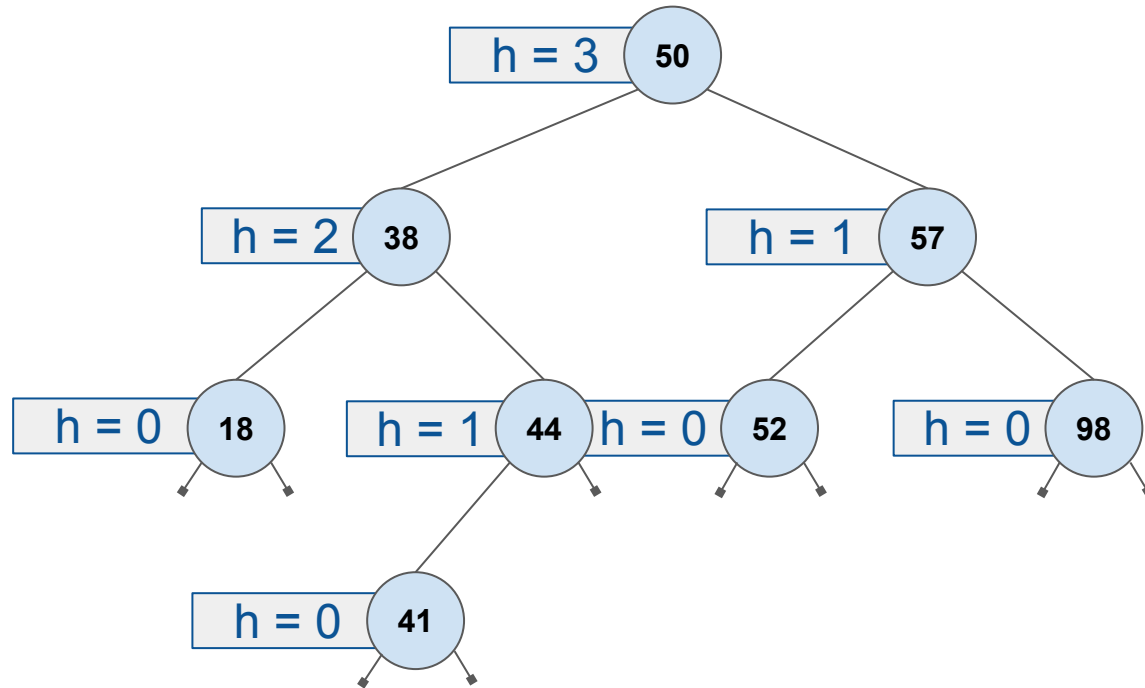 h = 3 50
h = 2 38
h = 1 57
h = 0 18
h = 1 44
h = 0 52
h = 0 98
h = 0 41